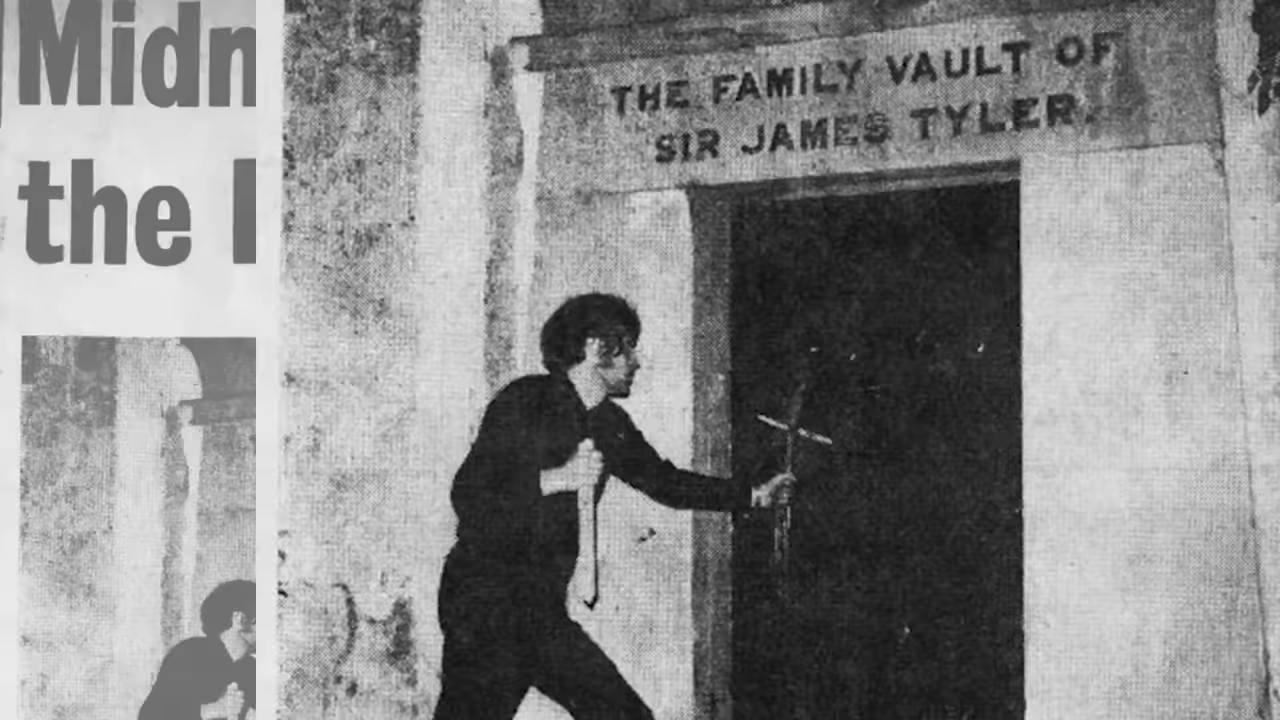 Midn
the
THE FAMILY VAULT OF
SIR JAMES TYLER.